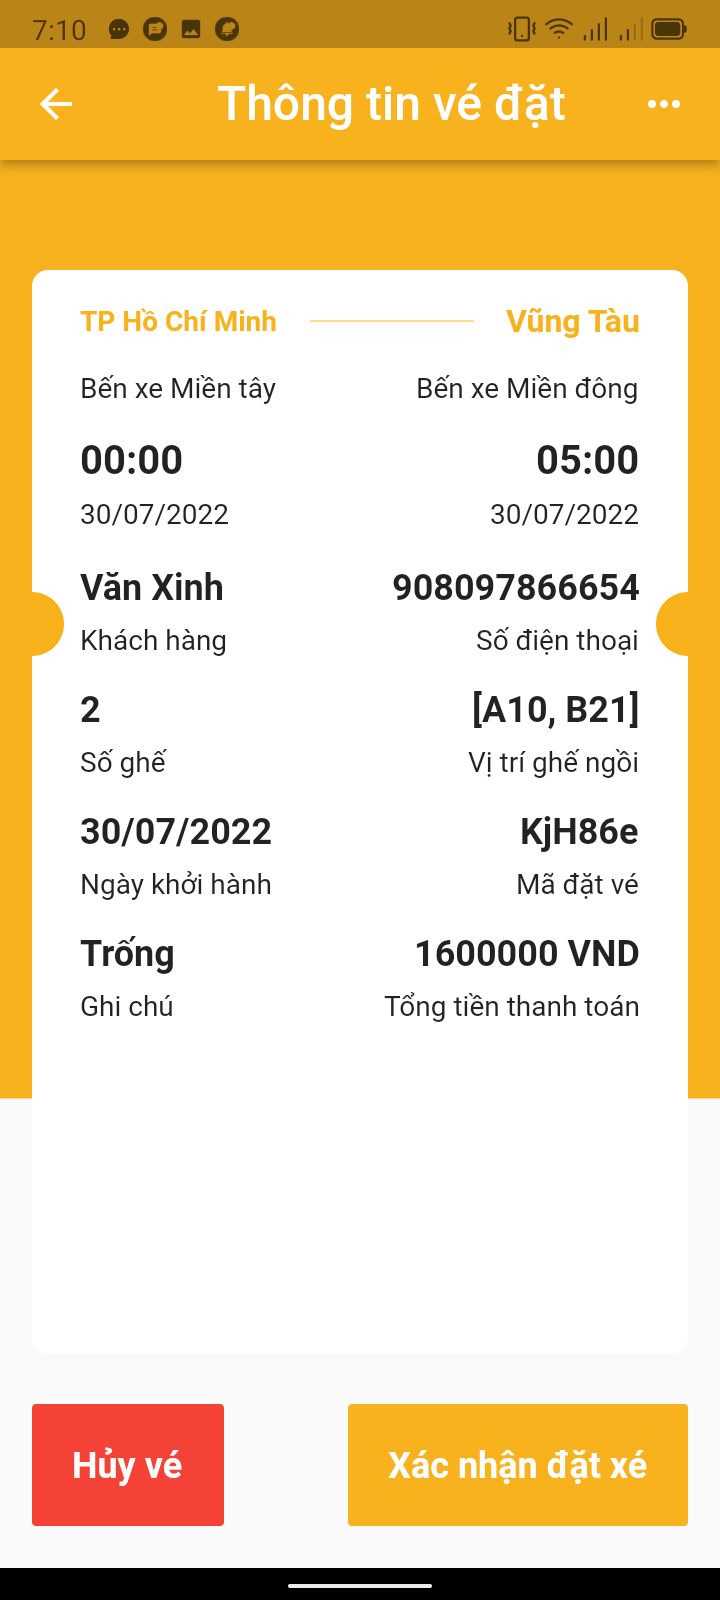 7:10
Thông tin vé đặt
TP Hồ Chí Minh Vũng Tàu
Bến xe Miền tây Bến xe Miền đông
00:00 05:00
30/07/2022 30/07/2022
Văn Xinh 908097866654
Khách hàng Số điện thoại
2 [A10, B21]
Số ghế Vị trí ghế ngồi
30/07/2022 KjH86e
Ngày khởi hành Mã đặt vé
Trống 1600000 VND
Ghi chú Tổng tiền thanh toán
Hủy vé Xác nhận đặt xé